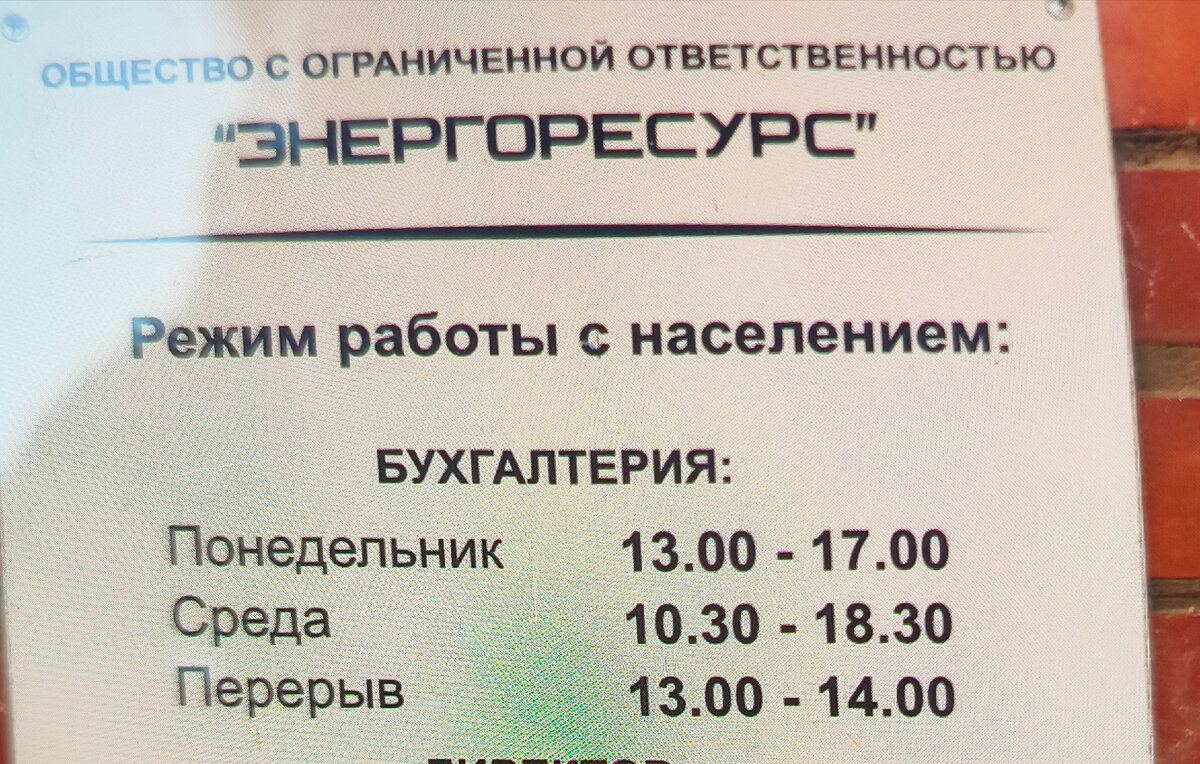 ОБЩЕСТВО С ОГРАНИЧЕННОЙ ОТВЕТСТВЕННОСТЬЮ
"ЭНЕРГОРЕСУРС"
Режим работы с населением:
БУХГАЛТЕРИЯ:
Понедельник 13.00 - 17.00
Среда 10.30 - 18.30
Перерыв 13.00 - 14.00